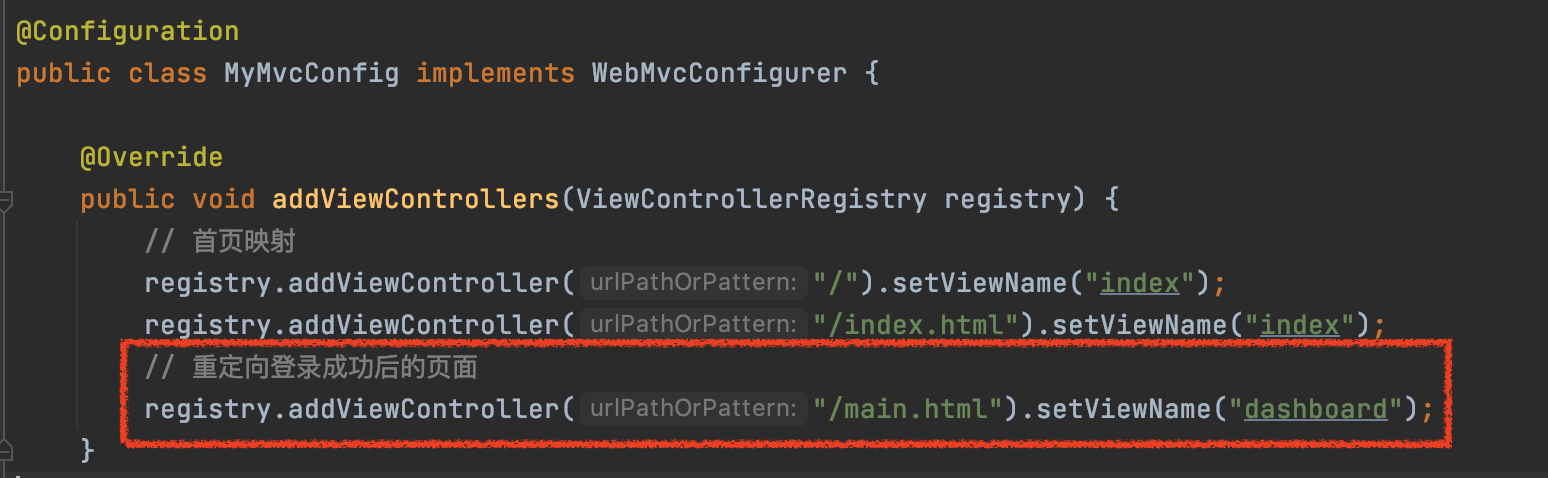 @Configuration
public class MyMvcConfig implements WebMvcConfigurer {
@Override
public void addViewControllers(ViewControllerRegistry registry) {
// 首页映射
registry.addViewController( urlPathOrPattern: "/").setViewName("index");
registry.addViewController( urlPathOrPattern: "/index.html").setViewName("index");
// 重定向登录成功后的页面
registry.addViewController( urlPathOrPattern: "/main.html").setViewName("dashboard");
}